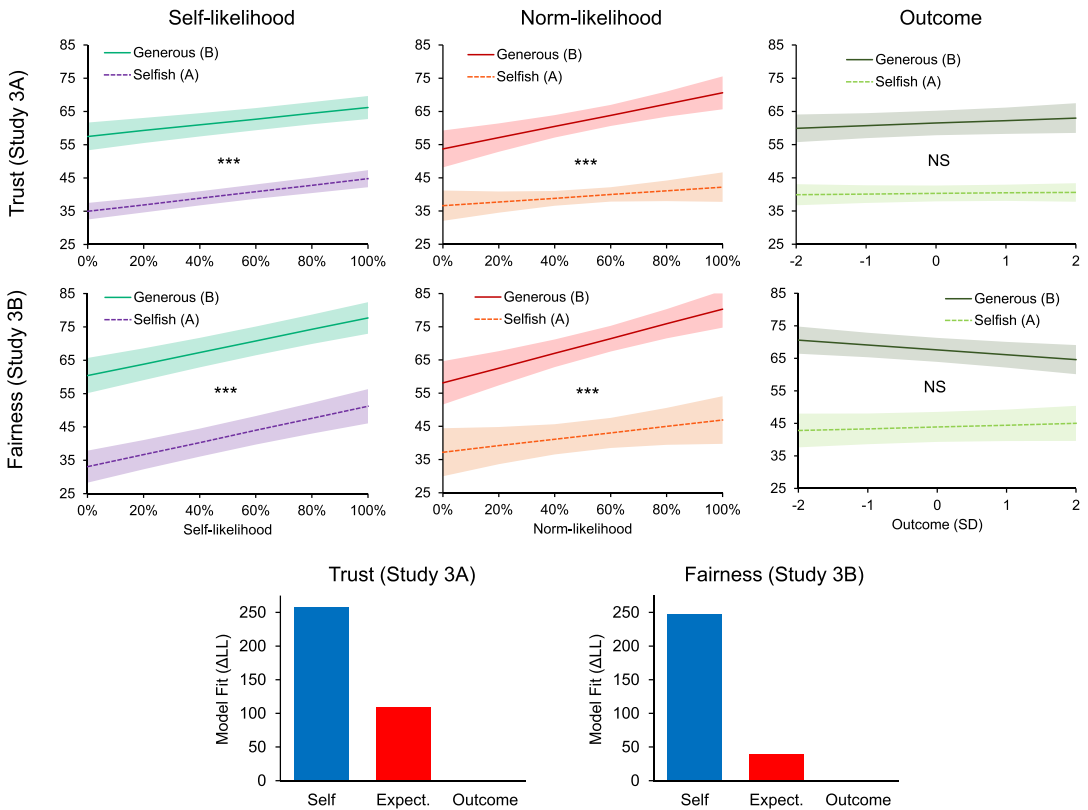 Self-likelihood
Norm-likelihood
Outcome
Trust (Study 3A)
85
75
65
55
45
35
25
Generous (B)
Selfish (A)
***
0% 20% 40% 60% 80% 100%
85
75
65
55
45
35
25
Generous (B)
Selfish (A)
***
0% 20% 40% 60% 80% 100%
85
75
65
55
45
35
25
Generous (B)
Selfish (A)
NS
-2 -1 0 1 2
Fairness (Study 3B)
85
75
65
55
45
35
25
Generous (B)
Selfish (A)
***
0% 20% 40% 60% 80% 100%
Self-likelihood
85
75
65
55
45
35
25
Generous (B)
Selfish (A)
***
0% 20% 40% 60% 80% 100%
Norm-likelihood
85
75
65
55
45
35
25
Generous (B)
Selfish (A)
NS
-2 -1 0 1 2
Outcome (SD)
Trust (Study 3A)
Model Fit (ΔLL)
250
200
150
100
50
0
Self Expect. Outcome
Fairness (Study 3B)
Model Fit (ΔLL)
250
200
150
100
50
0
Self Expect. Outcome